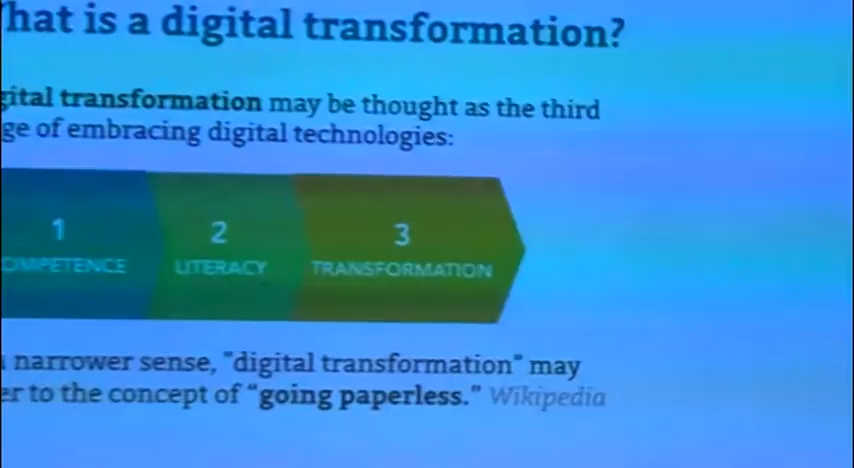 hat is a digital transformation?
gital transformation may be thought as the third
ge of embracing digital technologies:
1
2
3
OMPETENCE
LITERACY
TRANSFORMATION
narrower sense, "digital transformation" may
er to the concept of "going paperless." Wikipedia